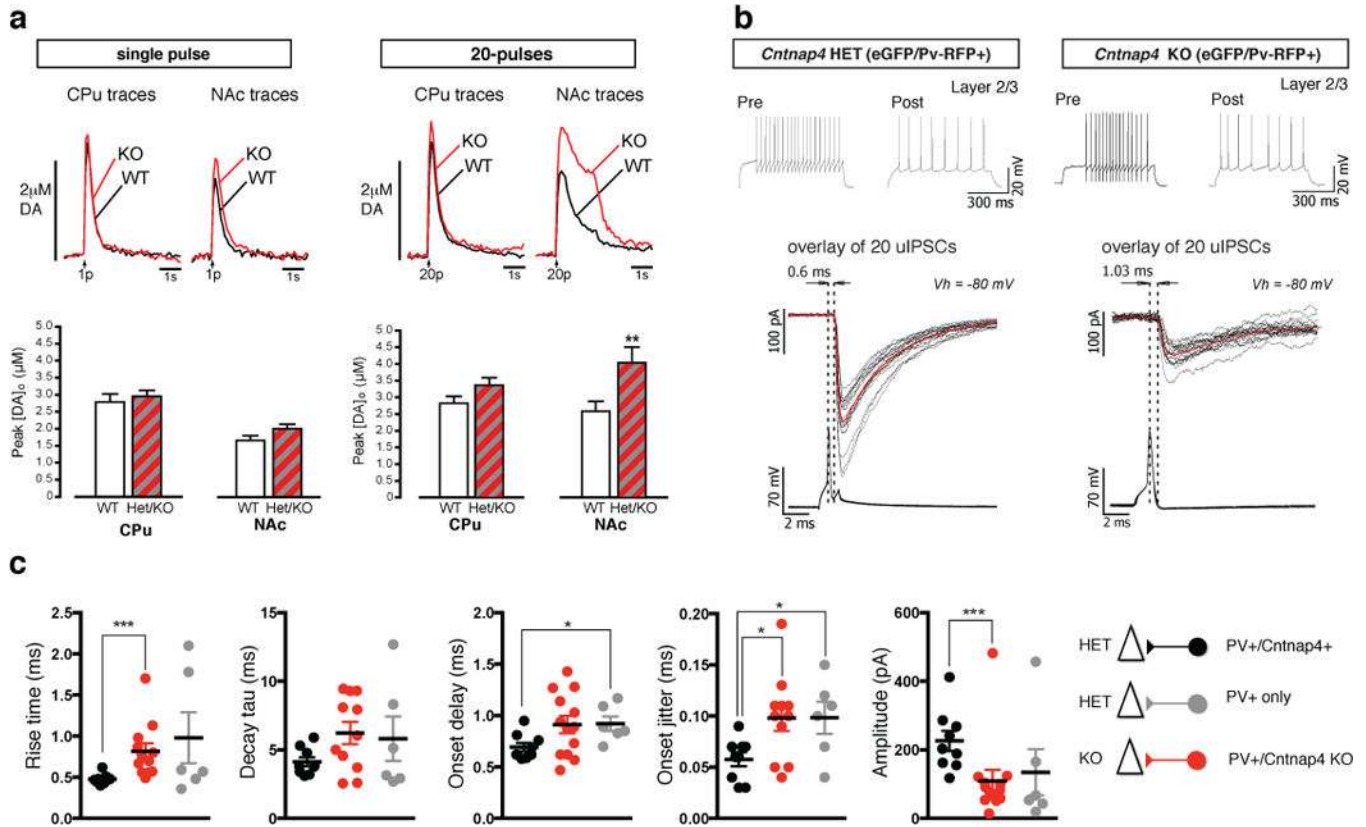 a
single pulse
20-pulses
CPu traces
NAc traces
CPu traces
NAc traces
KO
WT
KO
WT
KO
WT
KO
WT
2μM
DA
2μM
DA
1p
1s
1p
1s
20p
1s
20p
1s
Peak [DA]₀ (μM)
5.0
4.5
4.0
3.5
3.0
2.5
2.0
1.5
1.0
.5
0
WT Het/KO
CPu
WT Het/KO
NAc
Peak [DA]₀ (μM)
5.0
4.5
4.0
3.5
3.0
2.5
2.0
1.5
1.0
.5
0
**
WT Het/KO
CPu
WT Het/KO
NAc
b
Cntnap4 HET (eGFP/Pv-RFP+)
Layer 2/3
Pre
Post
20 mV
300 ms
overlay of 20 uIPSCs
0.6 ms
Vh = -80 mV
100 pA
70 mV
2 ms
Cntnap4 KO (eGFP/Pv-RFP+)
Layer 2/3
Pre
Post
20 mV
300 ms
overlay of 20 uIPSCs
1.03 ms
Vh = -80 mV
100 pA
70 mV
2 ms
c
Rise time (ms)
2.5
2.0
1.5
1.0
0.5
0.0
***
Decay tau (ms)
15
10
5
0
Onset delay (ms)
2.0
1.5
1.0
0.5
0.0
*
Onset jitter (ms)
0.20
0.15
0.10
0.05
0.00
*
*
Amplitude (pA)
600
400
200
0
***
HET PV+/Cntnap4+
HET PV+ only
KO PV+/Cntnap4 KO